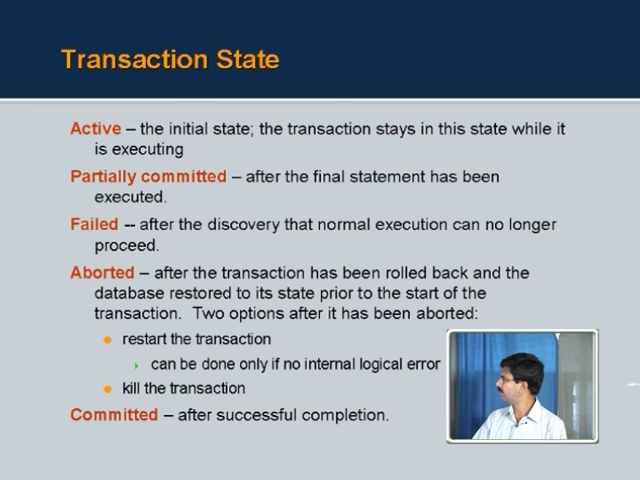 Transaction State
Active – the initial state; the transaction stays in this state while it
is executing
Partially committed – after the final statement has been
executed.
Failed -- after the discovery that normal execution can no longer
proceed.
Aborted – after the transaction has been rolled back and the
database restored to its state prior to the start of the
transaction. Two options after it has been aborted:
restart the transaction
can be done only if no internal logical error
kill the transaction
Committed – after successful completion.